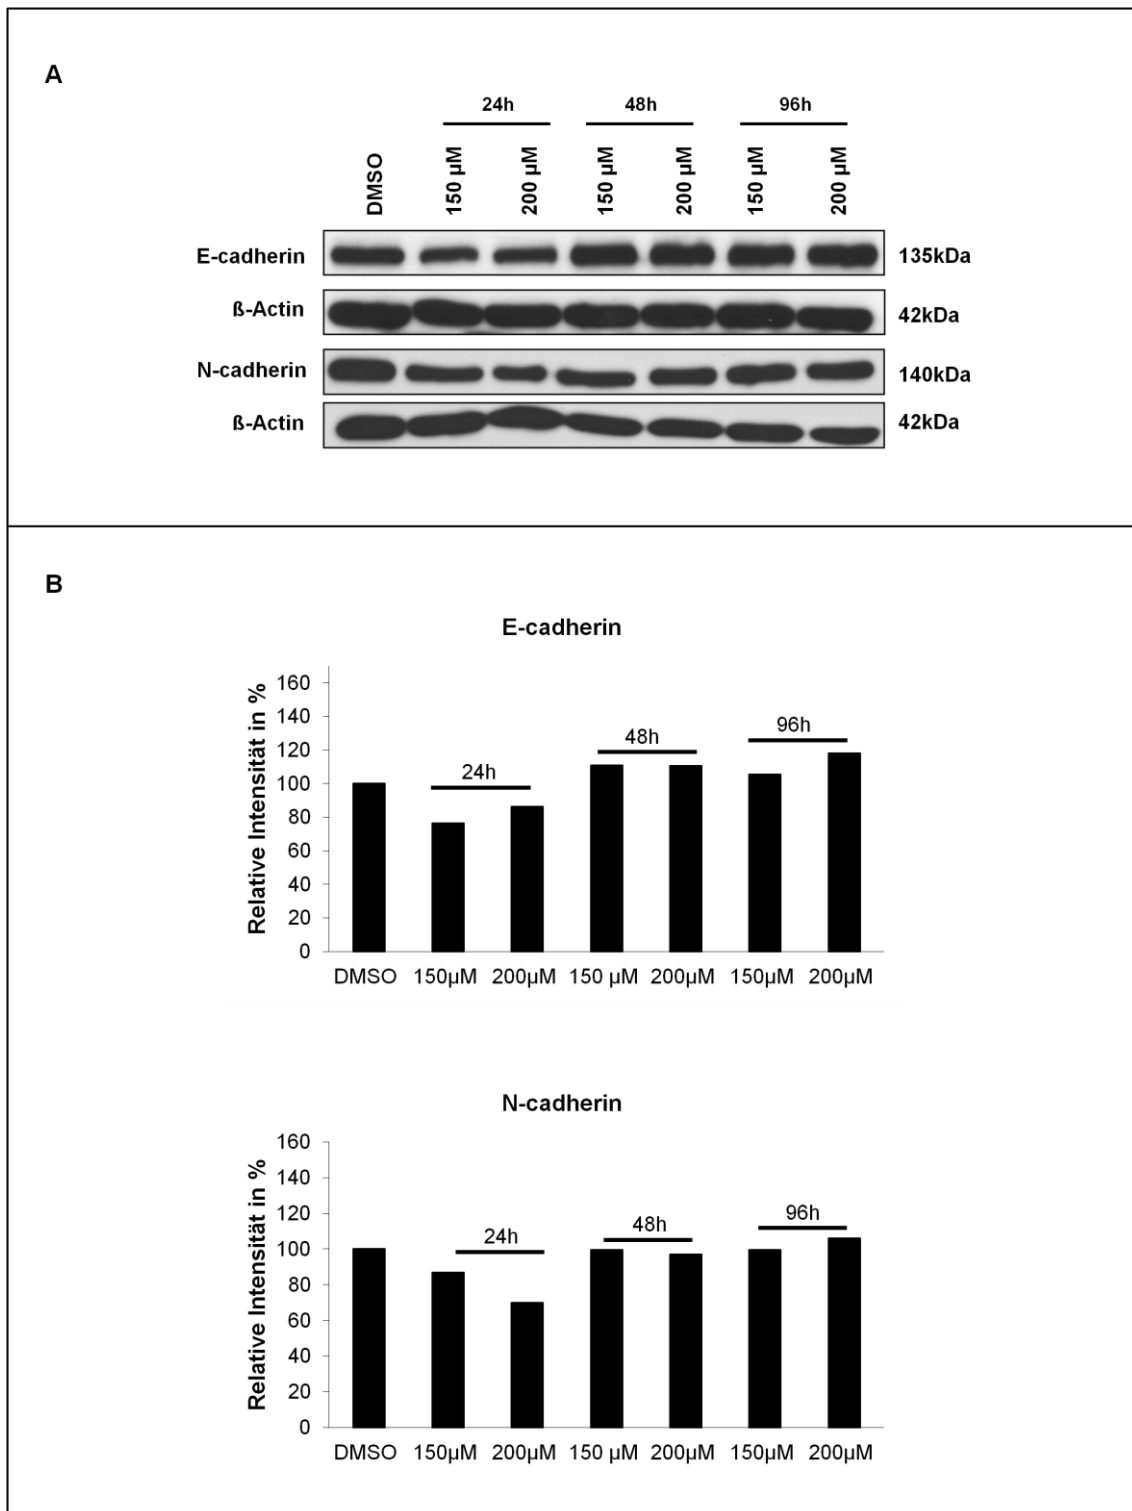 A
24h 48h 96h
DMSO 150 µM 200 µM 150 µM 200 µM 150 µM 200 µM
E-cadherin 135kDa
ß-Actin 42kDa
N-cadherin 140kDa
ß-Actin 42kDa
B
E-cadherin
Relative Intensität in %
160
140
120
100
80
60
40
20
0
24h 48h 96h
DMSO 150µM 200µM 150 µM 200µM 150µM 200µM
N-cadherin
Relative Intensität in %
160
140
120
100
80
60
40
20
0
24h 48h 96h
DMSO 150µM 200µM 150 µM 200µM 150µM 200µM